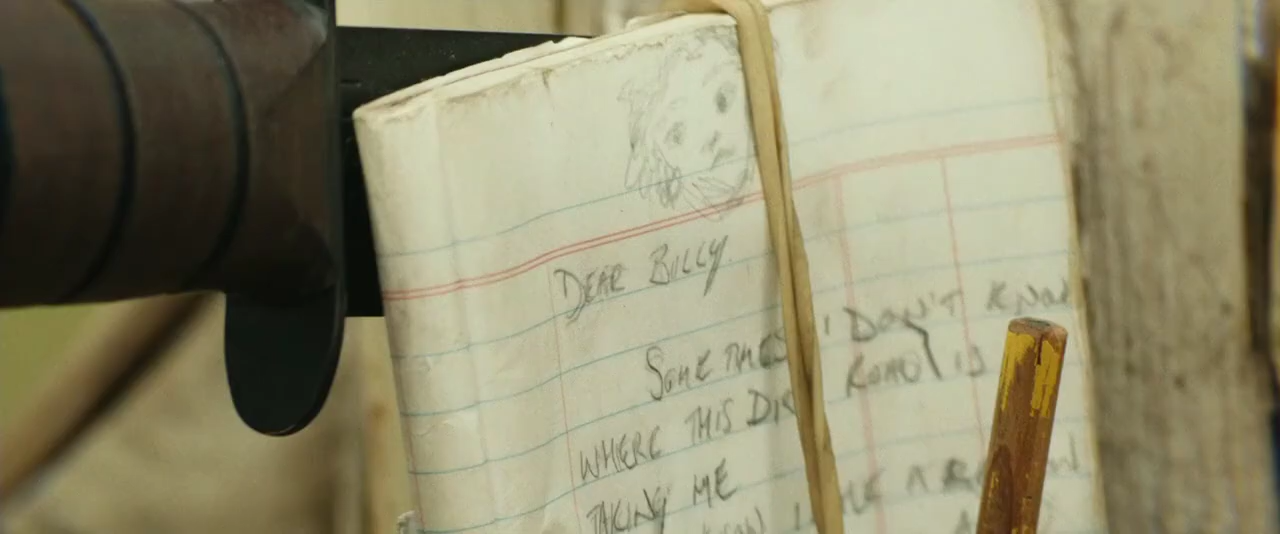 DEAR BILLY
SOMETIMES I DON'T KNOW
WHERE THIS DIRT ROAD IS
TAKING ME